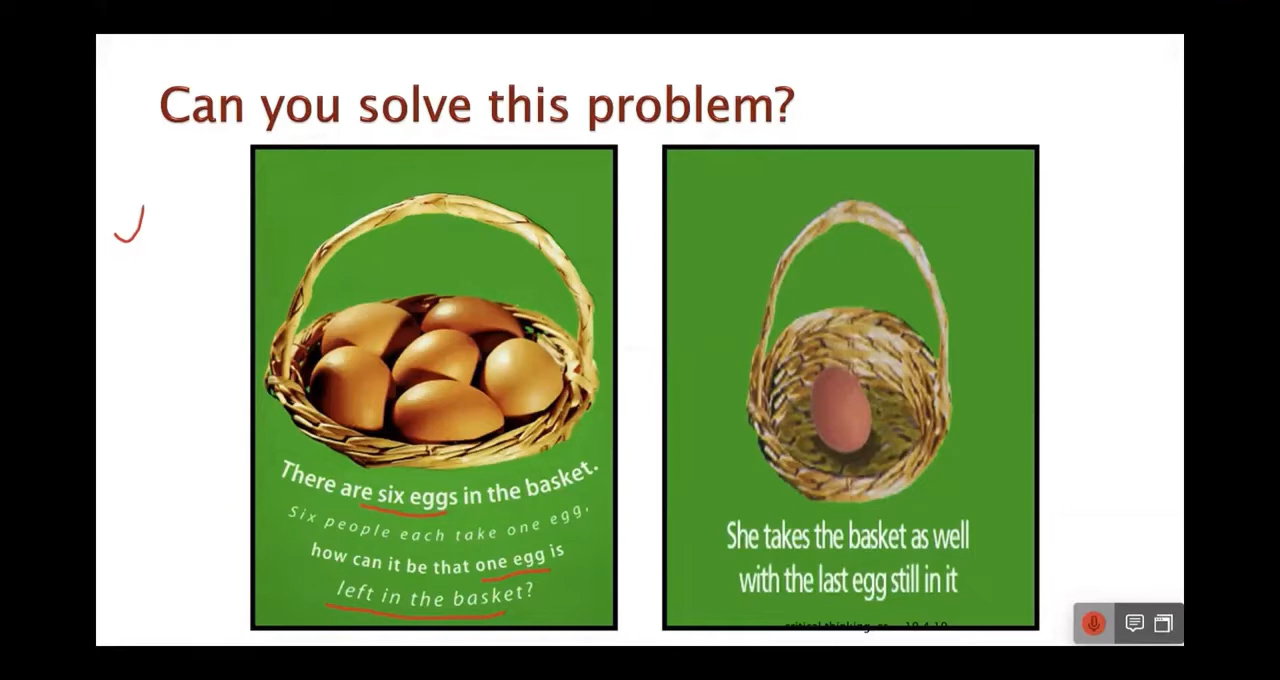 Can you solve this problem?
There are six eggs in the basket.
Six people each take one egg,
how can it be that one egg is
left in the basket?
She takes the basket as well
with the last egg still in it
critical thinking